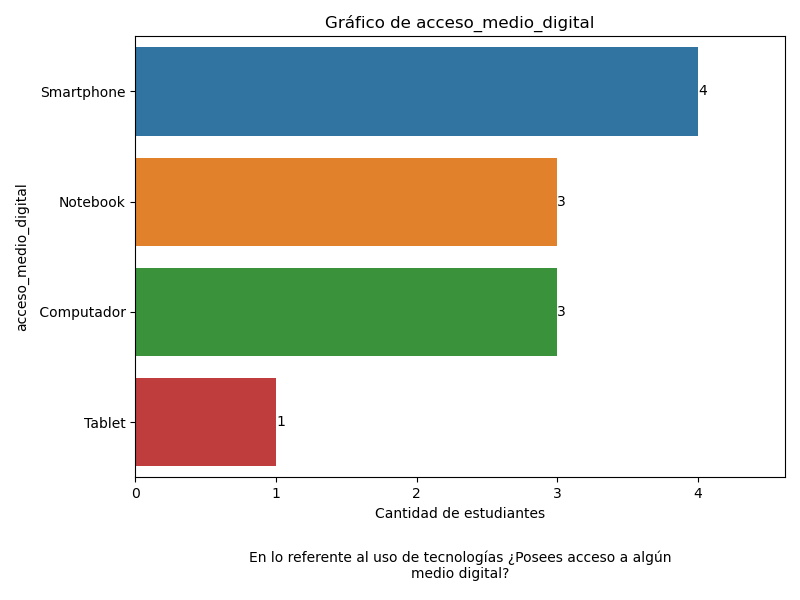 Gráfico de acceso_medio_digital
acceso_medio_digital
Smartphone
4
Notebook
3
Computador
3
Tablet
1
0 1 2 3 4
Cantidad de estudiantes
En lo referente al uso de tecnologías ¿Posees acceso a algún
medio digital?